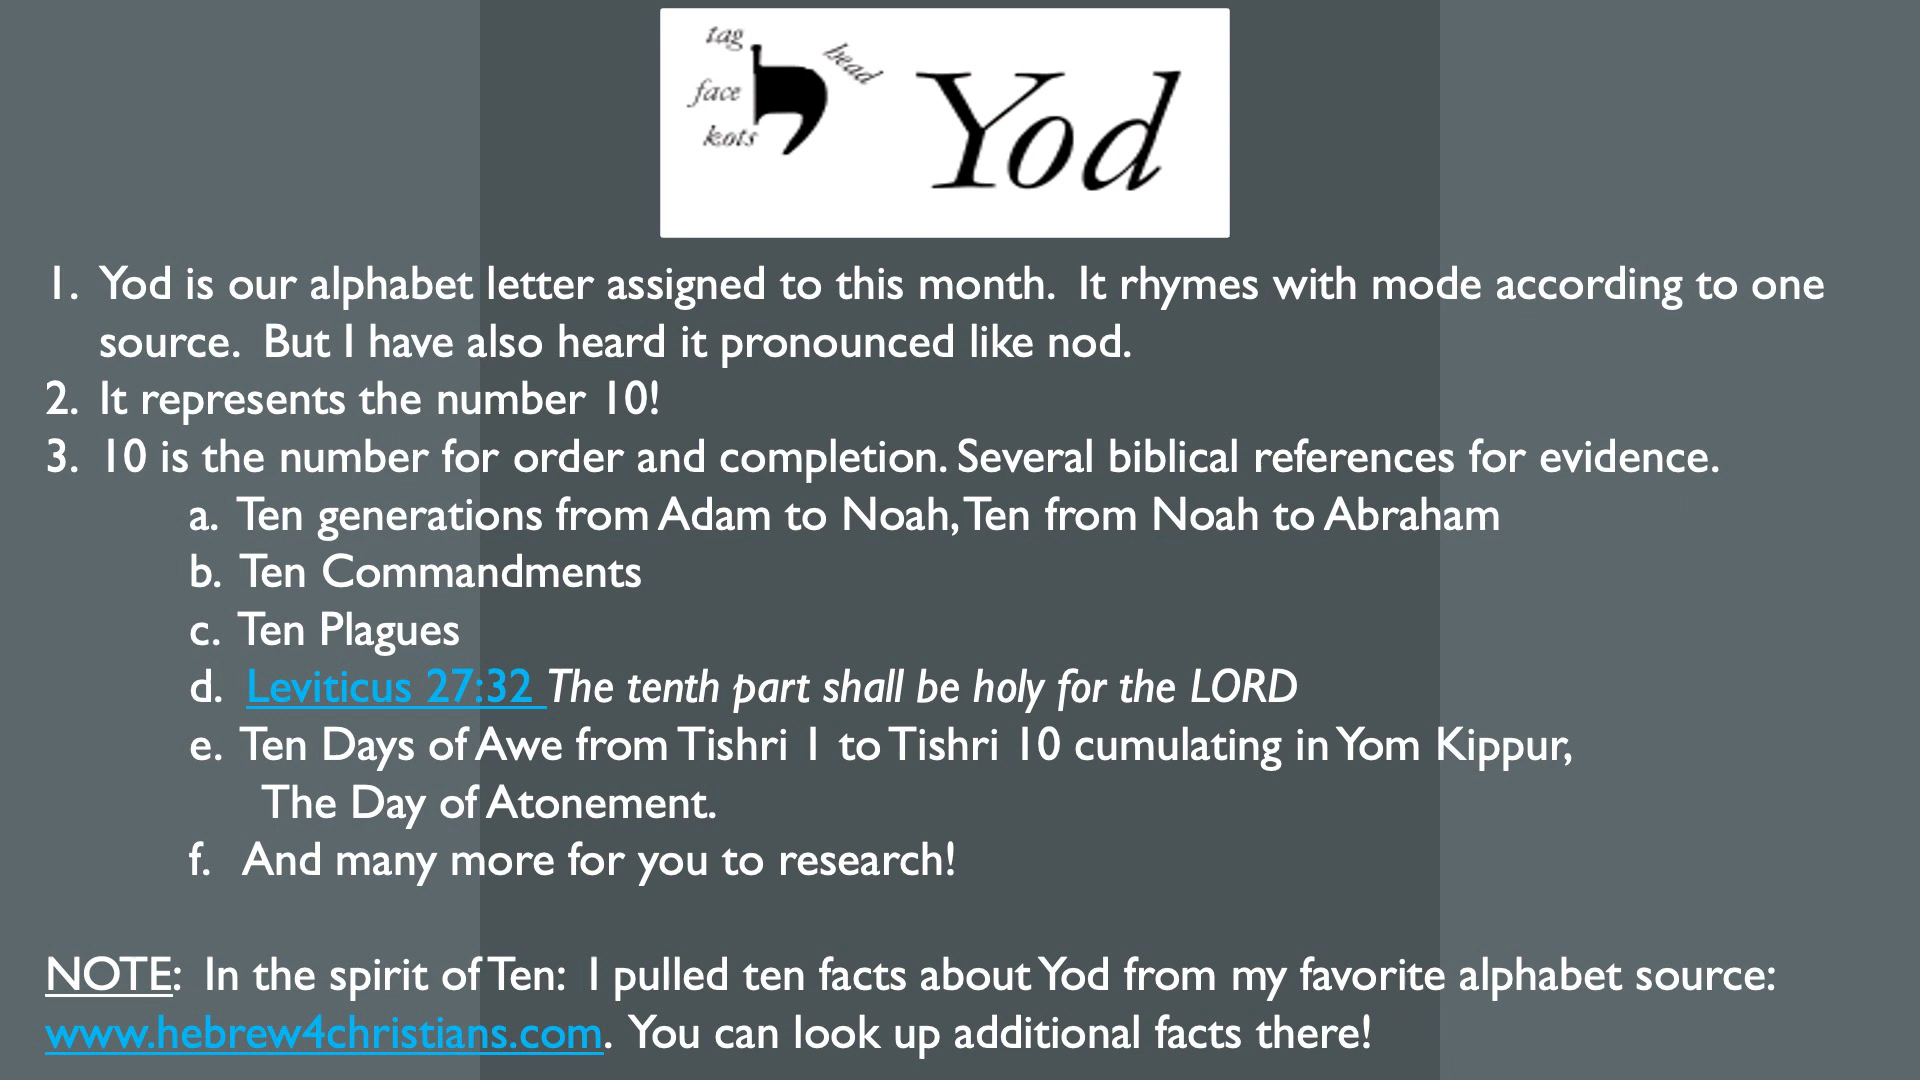 tag
head
face
kots
Yod
1. Yod is our alphabet letter assigned to this month. It rhymes with mode according to one
source. But I have also heard it pronounced like nod.
2. It represents the number 10!
3. 10 is the number for order and completion. Several biblical references for evidence.
a. Ten generations from Adam to Noah, Ten from Noah to Abraham
b. Ten Commandments
c. Ten Plagues
d. Leviticus 27:32 The tenth part shall be holy for the LORD
e. Ten Days of Awe from Tishri 1 to Tishri 10 cumulating in Yom Kippur,
The Day of Atonement.
f. And many more for you to research!
NOTE: In the spirit of Ten: I pulled ten facts about Yod from my favorite alphabet source:
www.hebrew4christians.com. You can look up additional facts there!